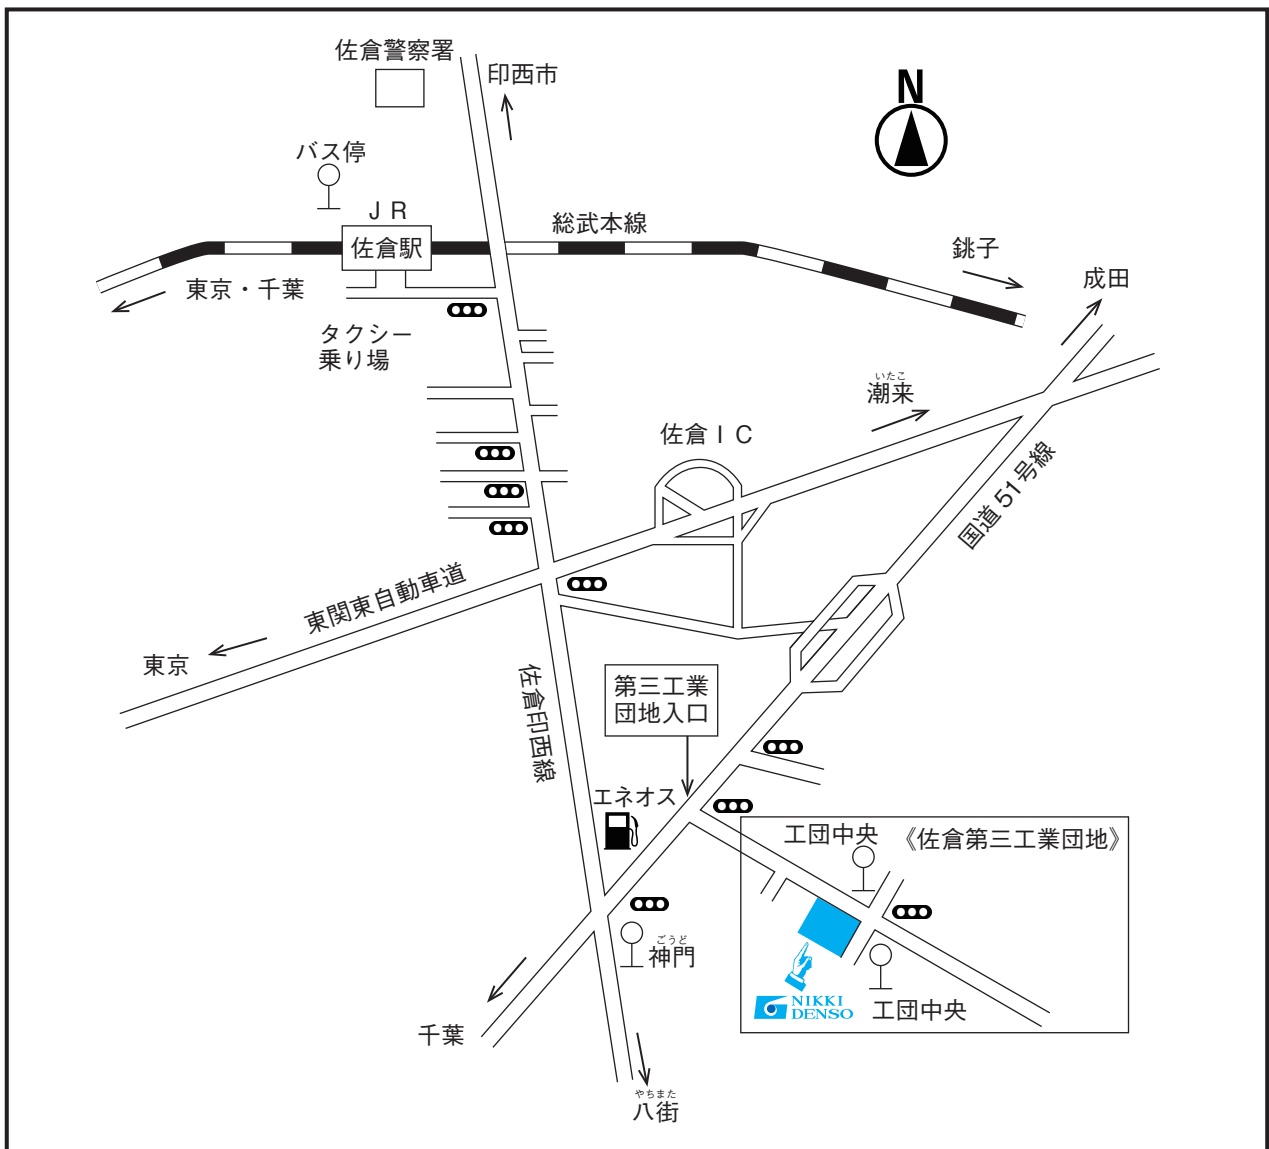 佐倉警察署
印西市
N
バス停
ＪＲ
佐倉駅
総武本線
銚子
成田
東京・千葉
タクシー
乗り場
いたこ
潮来
佐倉ＩＣ
国道51号線
東関東自動車道
東京
佐倉印西線
第三工業
団地入口
エネオス
工団中央
《佐倉第三工業団地》
ごうど
神門
NIKKI
DENSO
工団中央
千葉
やちまた
八街